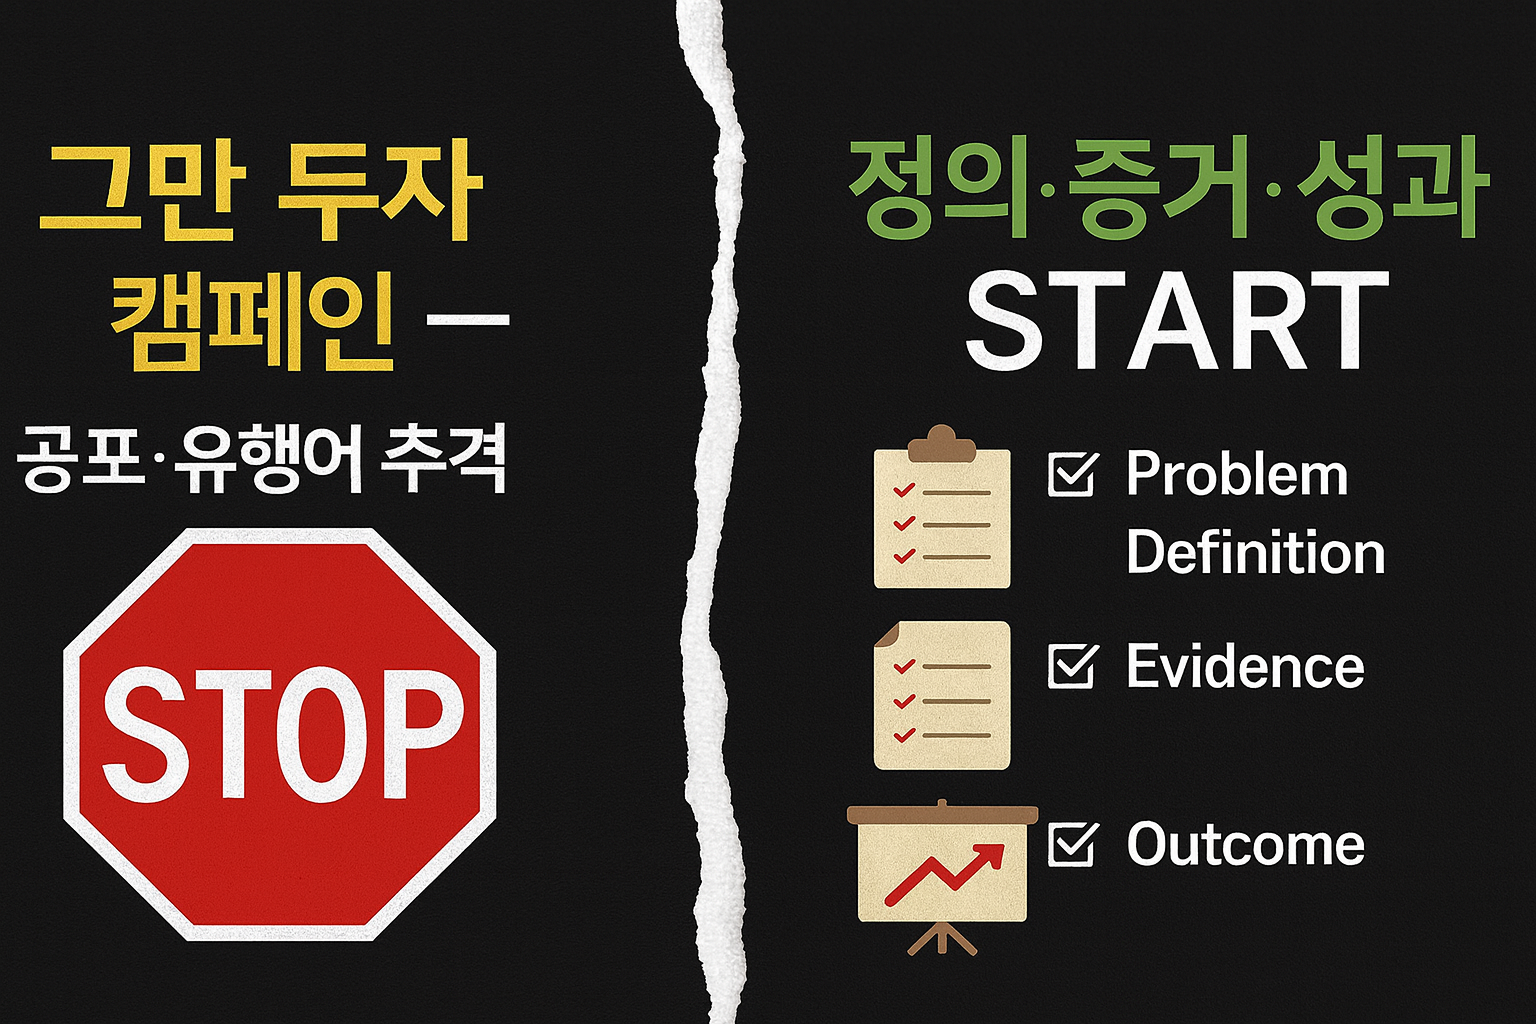 그만 두자
캠페인 —
공포·유행어 추격
STOP
정의·증거·성과
START
Problem
Definition
Evidence
Outcome